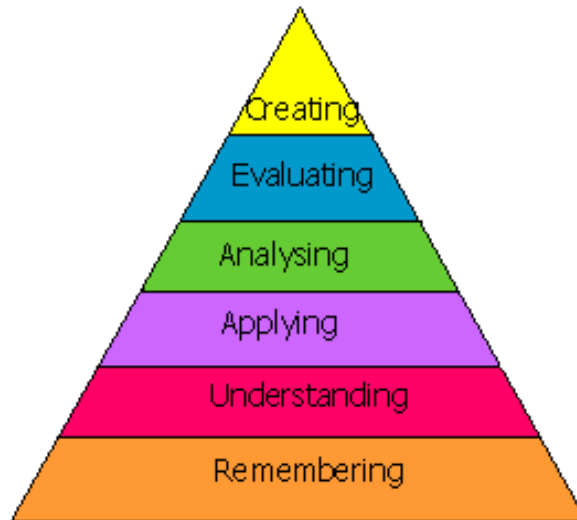 Creating
Evaluating
Analysing
Applying
Understanding
Remembering